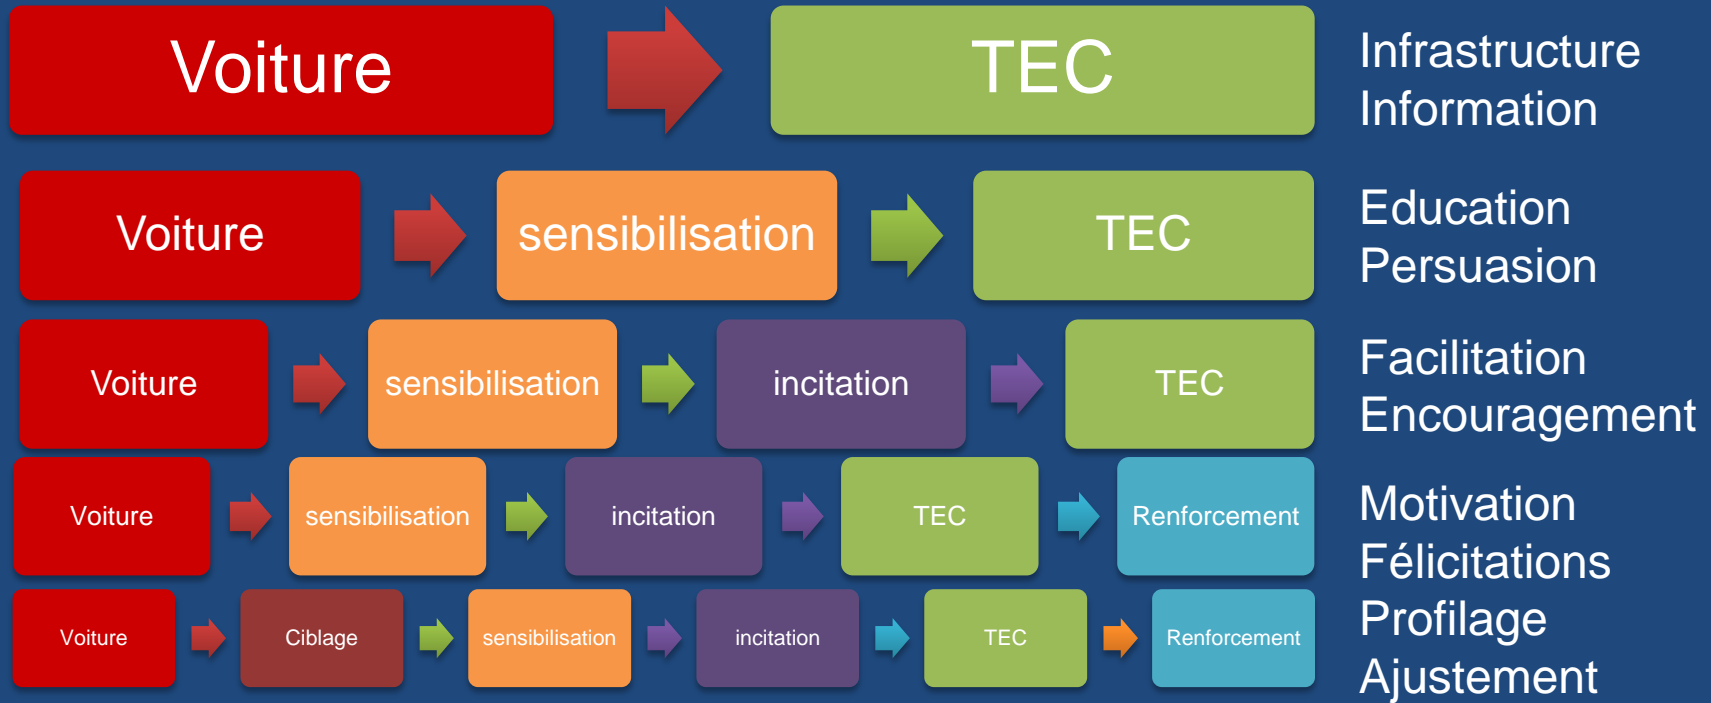 Voiture TEC
Infrastructure
Information
Voiture sensibilisation TEC
Education
Persuasion
Voiture sensibilisation incitation TEC
Facilitation
Encouragement
Voiture sensibilisation incitation TEC Renforcement
Motivation
Félicitations
Voiture Ciblage sensibilisation incitation TEC Renforcement
Profilage
Ajustement